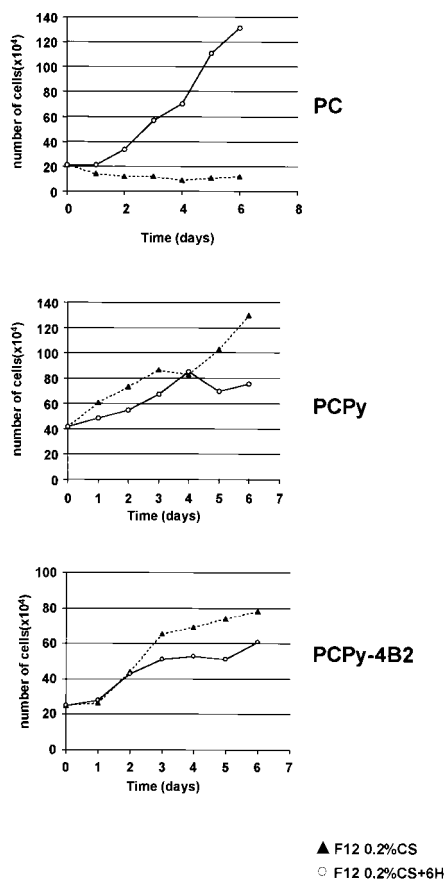 140
120
100
80
60
40
20
0
number of cells(x10⁴)
0 2 4 6 8
Time (days)
PC
140
120
100
80
60
40
20
0
number of cells(x10⁴)
0 1 2 3 4 5 6 7
Time (days)
PCPy
100
80
60
40
20
0
number of cells(x10⁴)
0 1 2 3 4 5 6 7
Time (days)
PCPy-4B2
F12 0.2%CS
F12 0.2%CS+6H